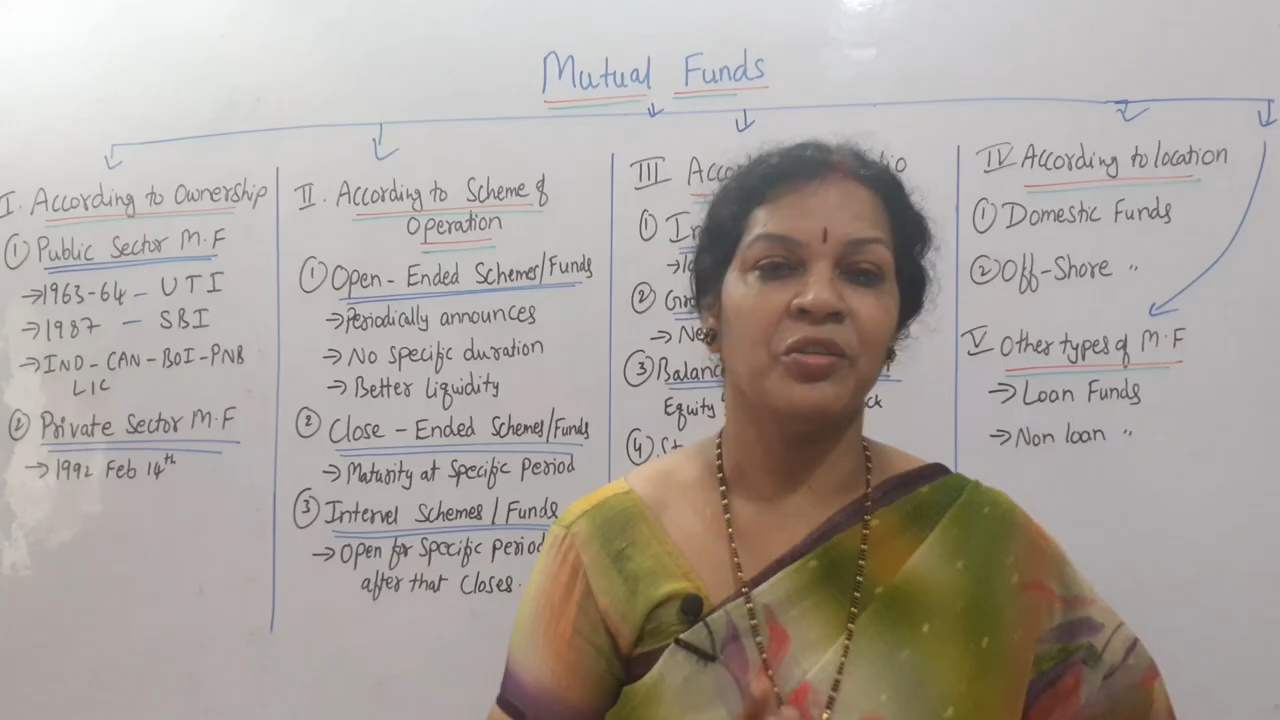 Mutual Funds
I. According to Ownership
① Public Sector M.F
→ 1963-64 - UTI
→ 1987 - SBI
→ IND - CAN - BOI - PNB
LIC
② Private Sector M.F
→ 1992 Feb 14th
II. According to Scheme of
Operation
① Open - Ended Schemes/Funds
→ Periodically announces
→ No specific duration
→ Better liquidity
② Close - Ended Schemes/Funds
→ Maturity at Specific Period
③ Interval Schemes / Funds
→ Open for Specific Period
after that Closes.
III
①
②
③
Equity
④
IV According to location
① Domestic Funds
② Off-Shore "
V Other types of M.F
→ Loan Funds
→ Non loan "